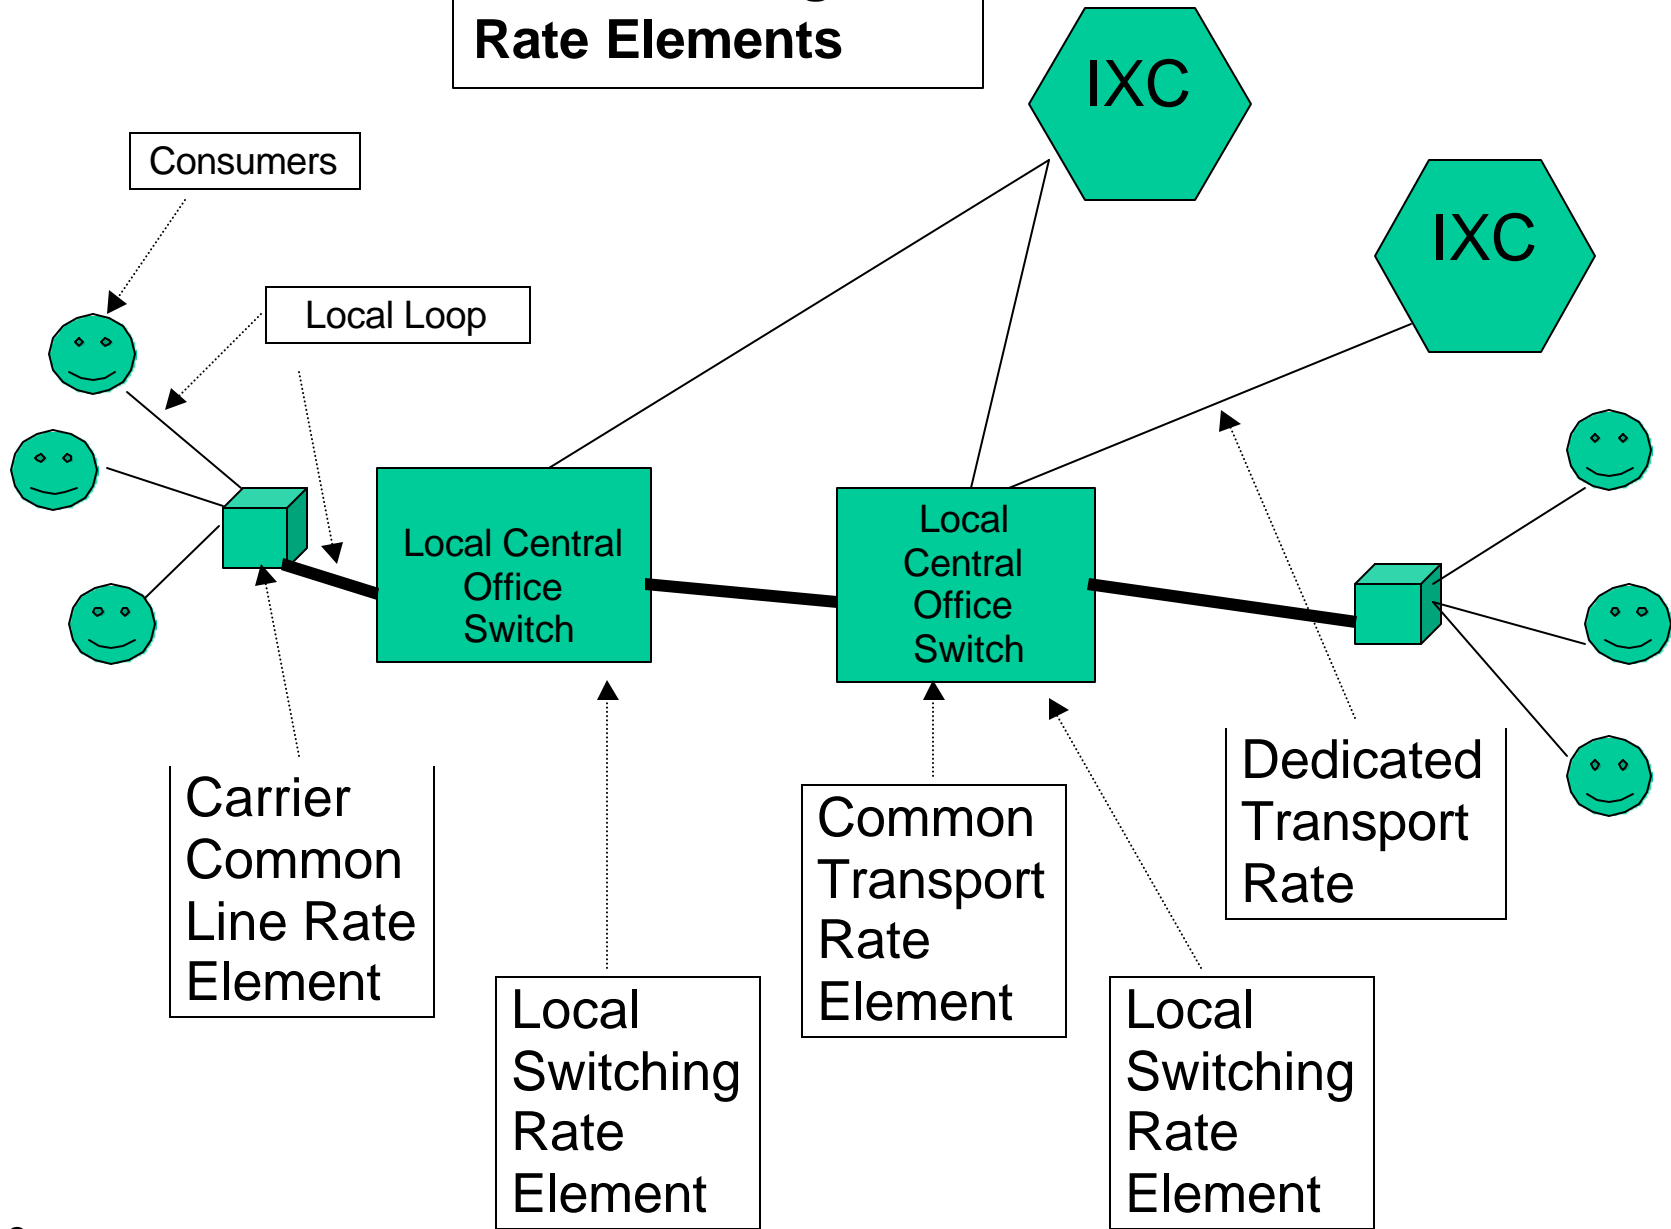 Rate Elements
IXC
Consumers
IXC
Local Loop
Local Central
Office
Switch
Local
Central
Office
Switch
Carrier
Common
Line Rate
Element
Local
Switching
Rate
Element
Common
Transport
Rate
Element
Local
Switching
Rate
Element
Dedicated
Transport
Rate